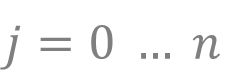 j = 0 ... n